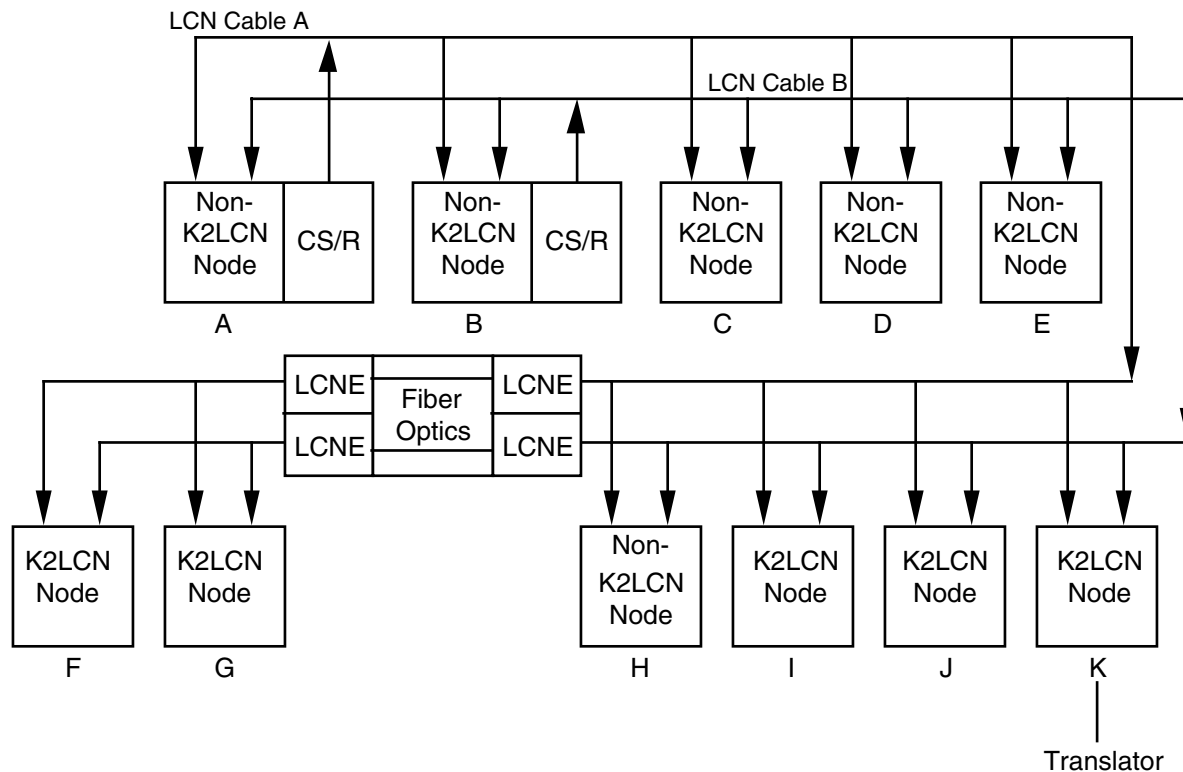 LCN Cable A
LCN Cable B
Non-
K2LCN
Node
CS/R
Non-
K2LCN
Node
CS/R
Non-
K2LCN
Node
Non-
K2LCN
Node
Non-
K2LCN
Node
A
B
C
D
E
LCNE
Fiber
Optics
LCNE
LCNE
LCNE
K2LCN
Node
K2LCN
Node
Non-
K2LCN
Node
K2LCN
Node
K2LCN
Node
K2LCN
Node
F
G
H
I
J
K
Translator